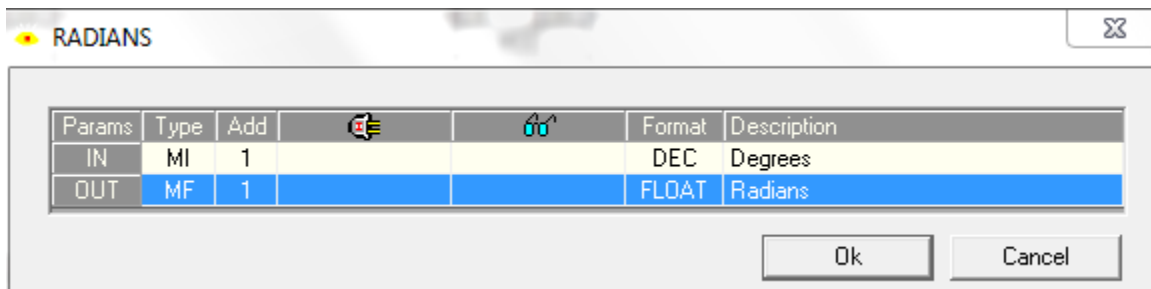 RADIANS
Params Type Add Format Description
IN MI 1 DEC Degrees
OUT MF 1 FLOAT Radians
Ok Cancel